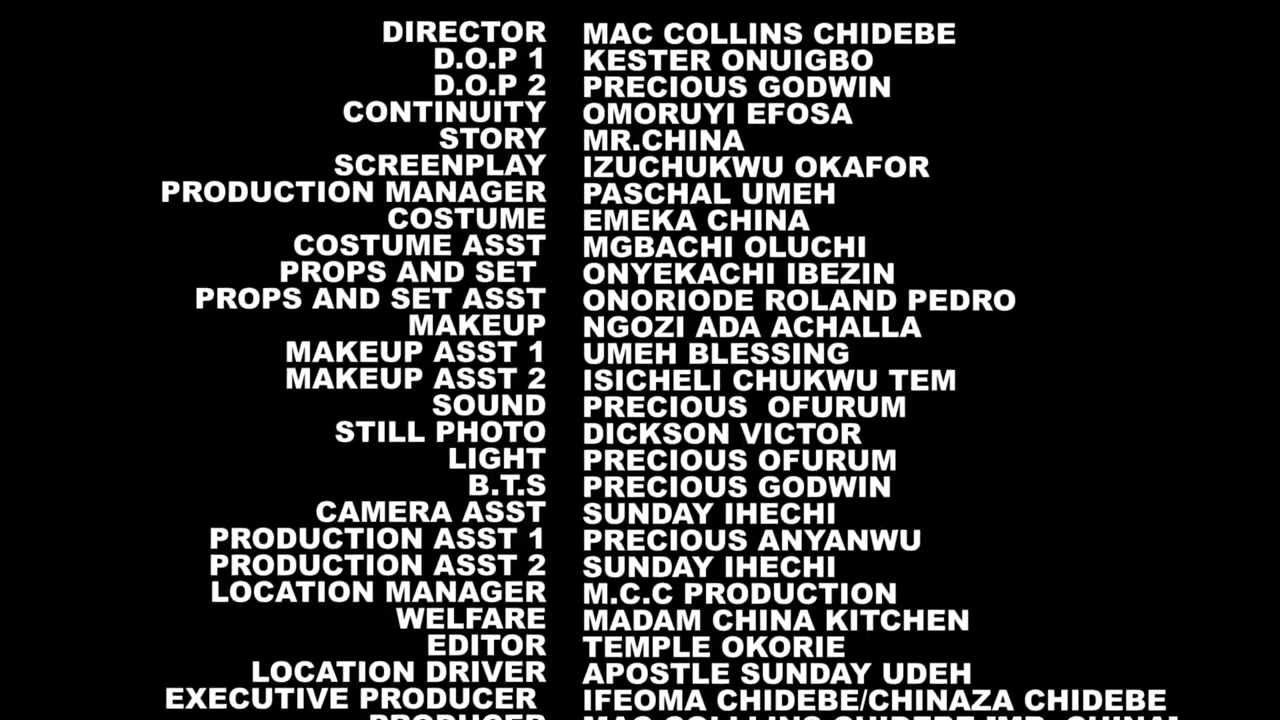 DIRECTOR MAC COLLINS CHIDEBE
D.O.P 1 KESTER ONUIGBO
D.O.P 2 PRECIOUS GODWIN
CONTINUITY OMORUYI EFOSA
STORY MR.CHINA
SCREENPLAY IZUCHUKWU OKAFOR
PRODUCTION MANAGER PASCHAL UMEH
COSTUME EMEKA CHINA
COSTUME ASST MGBACHI OLUCHI
PROPS AND SET ONYEKACHI IBEZIN
PROPS AND SET ASST ONORIODE ROLAND PEDRO
MAKEUP NGOZI ADA ACHALLA
MAKEUP ASST 1 UMEH BLESSING
MAKEUP ASST 2 ISICHELI CHUKWU TEM
SOUND PRECIOUS OFURUM
STILL PHOTO DICKSON VICTOR
LIGHT PRECIOUS OFURUM
B.T.S PRECIOUS GODWIN
CAMERA ASST SUNDAY IHECHI
PRODUCTION ASST 1 PRECIOUS ANYANWU
PRODUCTION ASST 2 SUNDAY IHECHI
LOCATION MANAGER M.C.C PRODUCTION
WELFARE MADAM CHINA KITCHEN
EDITOR TEMPLE OKORIE
LOCATION DRIVER APOSTLE SUNDAY UDEH
EXECUTIVE PRODUCER IFEOMA CHIDEBE/CHINAZA CHIDEBE
PRODUCER MAC